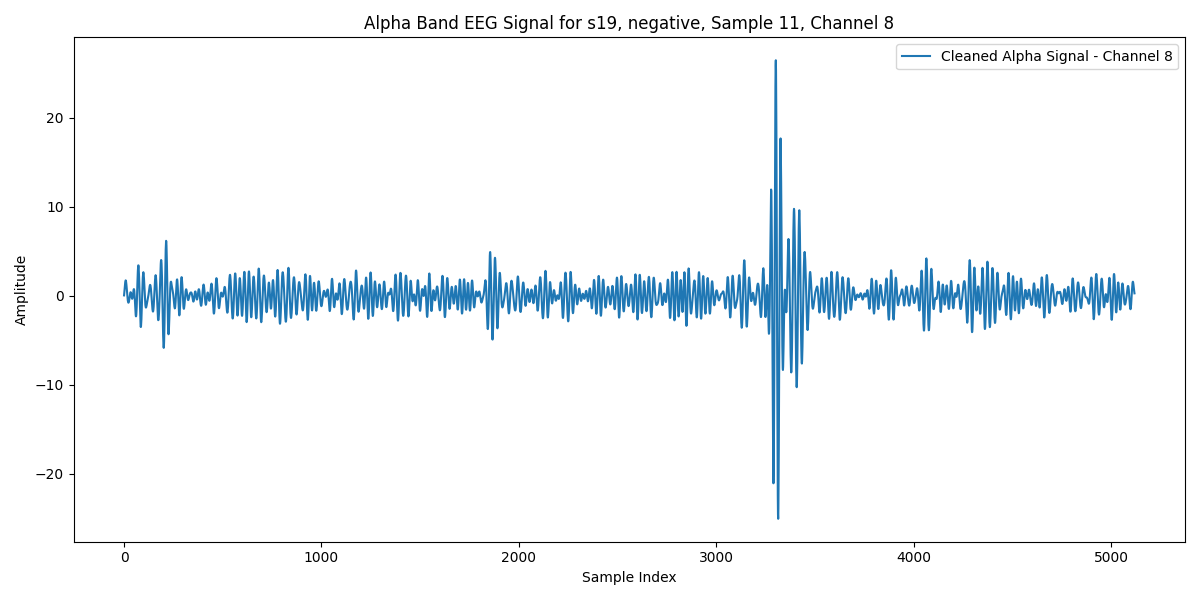 Alpha Band EEG Signal for s19, negative, Sample 11, Channel 8
Cleaned Alpha Signal - Channel 8
Amplitude
20
10
0
−10
−20
0 1000 2000 3000 4000 5000
Sample Index